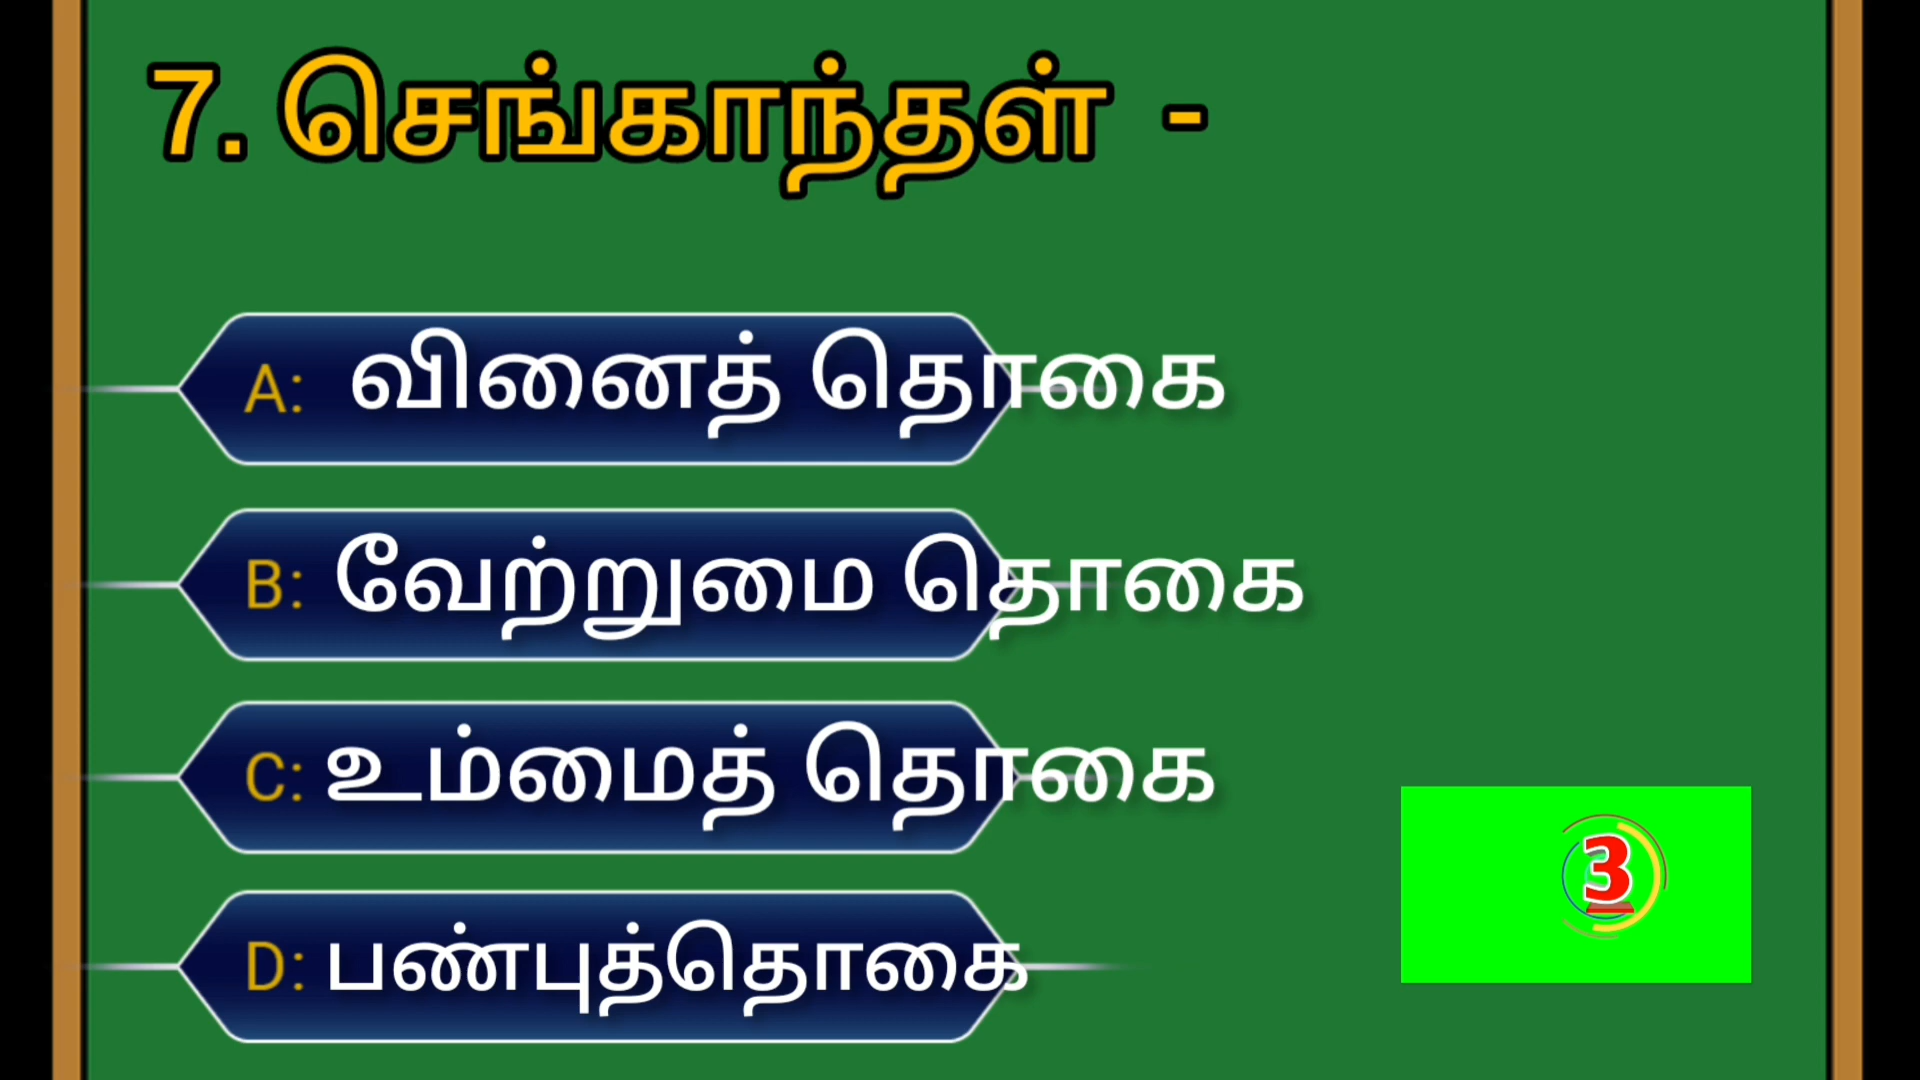 7. செங்காந்தள் -
A: வினைத் தொகை
B: வேற்றுமை தொகை
C: உம்மைத் தொகை
D: பண்புத்தொகை
3